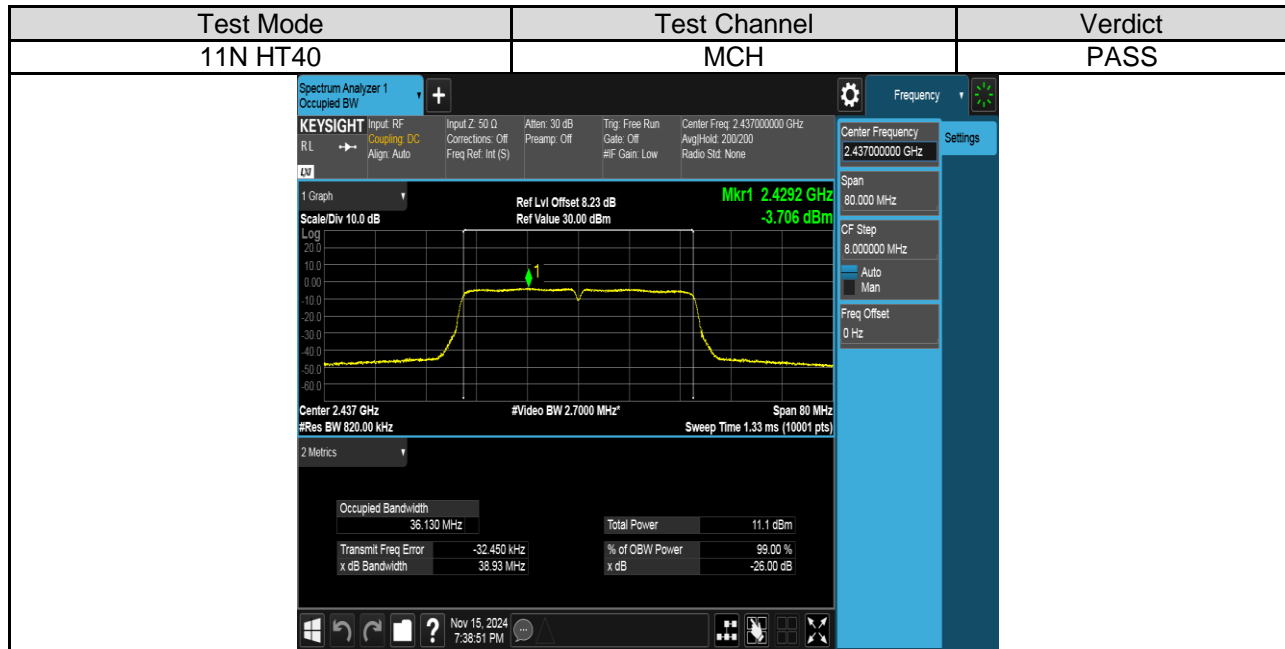 Test Mode Test Channel Verdict
11N HT40 MCH PASS
Spectrum Analyzer 1
Occupied BW
+
Frequency
KEYSIGHT Input: RF Input Z: 50 Ω Atten: 30 dB Trig: Free Run Center Freq: 2.437000000 GHz
RL Coupling: DC Corrections: Off Preamp: Off Gate: Off Avg|Hold: 200/200
Align: Auto Freq Ref: Int (S) #IF Gain: Low Radio Std: None
LXI
Center Frequency
2.437000000 GHz
Settings
Span
80.000 MHz
CF Step
8.000000 MHz
Auto
Man
Freq Offset
0 Hz
1 Graph
Ref Lvl Offset 8.23 dB Mkr1 2.4292 GHz
Scale/Div 10.0 dB Ref Value 30.00 dBm -3.706 dBm
Log
20.0
10.0
1
0.00
-10.0
-20.0
-30.0
-40.0
-50.0
-60.0
Center 2.437 GHz #Video BW 2.7000 MHz* Span 80 MHz
#Res BW 820.00 kHz Sweep Time 1.33 ms (10001 pts)
2 Metrics
Occupied Bandwidth
36.130 MHz Total Power 11.1 dBm
Transmit Freq Error -32.450 kHz % of OBW Power 99.00 %
x dB Bandwidth 38.93 MHz x dB -26.00 dB
? Nov 15, 2024
7:38:51 PM